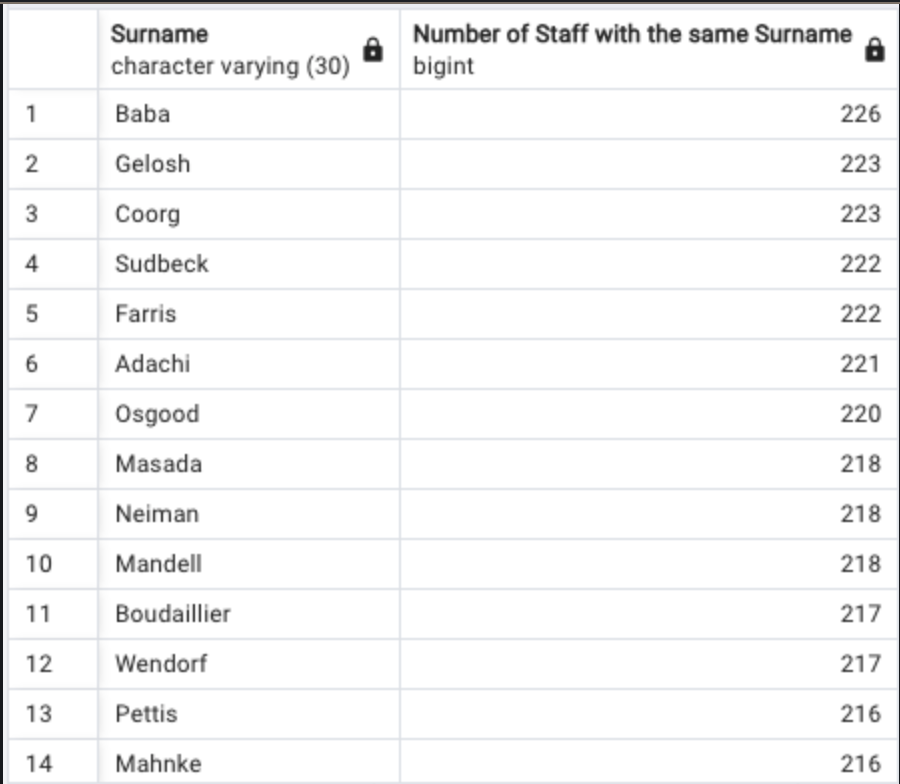 Surname Number of Staff with the same Surname
character varying (30) bigint
1 Baba 226
2 Gelosh 223
3 Coorg 223
4 Sudbeck 222
5 Farris 222
6 Adachi 221
7 Osgood 220
8 Masada 218
9 Neiman 218
10 Mandell 218
11 Boudaillier 217
12 Wendorf 217
13 Pettis 216
14 Mahnke 216